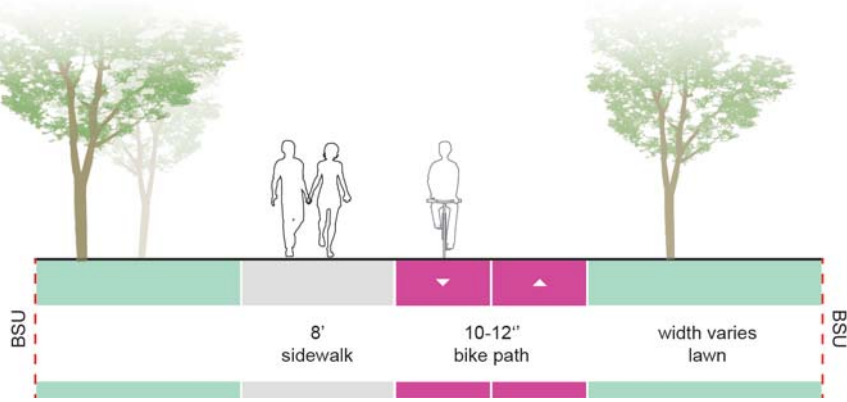 BSU
8’
sidewalk
10-12‘’
bike path
width varies
lawn
BSU